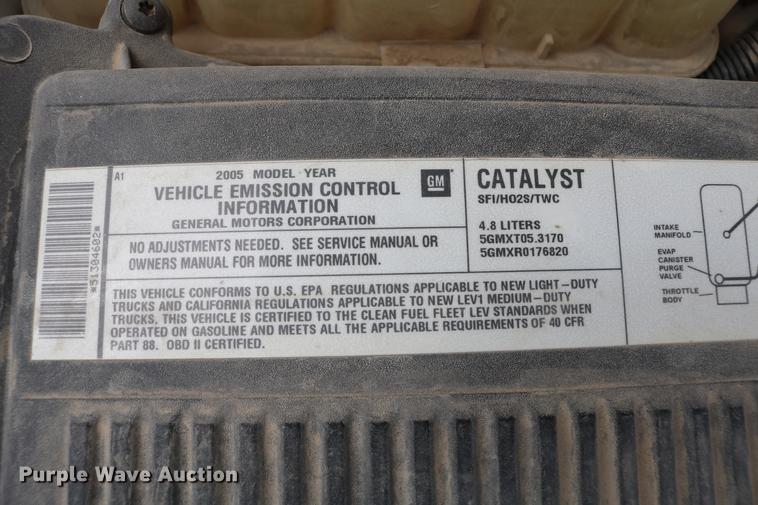 A1
2005 MODEL YEAR
VEHICLE EMISSION CONTROL
INFORMATION
GENERAL MOTORS CORPORATION
GM
NO ADJUSTMENTS NEEDED. SEE SERVICE MANUAL OR
OWNERS MANUAL FOR MORE INFORMATION.
CATALYST
SFI/HO2S/TWC
4.8 LITERS
5GMXT05.3170
5GMXR0176820
THIS VEHICLE CONFORMS TO U.S. EPA REGULATIONS APPLICABLE TO NEW LIGHT-DUTY
TRUCKS AND CALIFORNIA REGULATIONS APPLICABLE TO NEW LEV1 MEDIUM-DUTY
TRUCKS, THIS VEHICLE IS CERTIFIED TO THE CLEAN FUEL FLEET LEV STANDARDS WHEN
OPERATED ON GASOLINE AND MEETS ALL THE APPLICABLE REQUIREMENTS OF 40 CFR
PART 88. OBD II CERTIFIED.
*51304602*
INTAKE
MANIFOLD
EVAP
CANISTER
PURGE
VALVE
THROTTLE
BODY
Purple Wave Auction
Purple Wave Auction